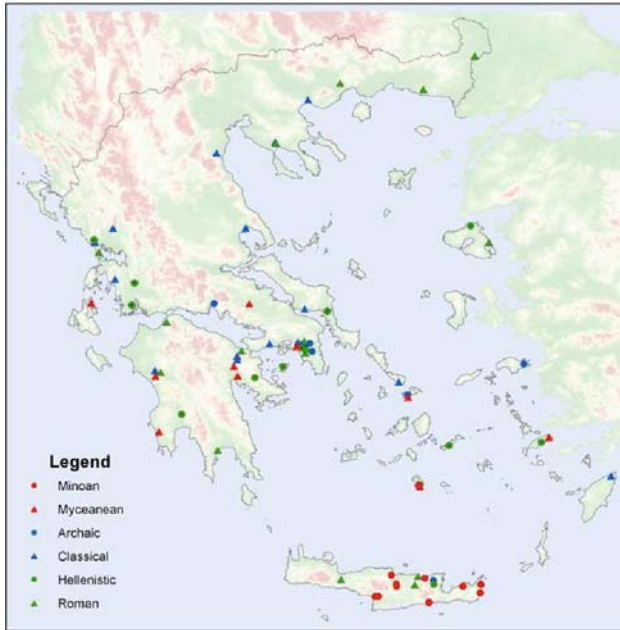 Legend
Minoan
Myceanean
Archaic
Classical
Hellenistic
Roman